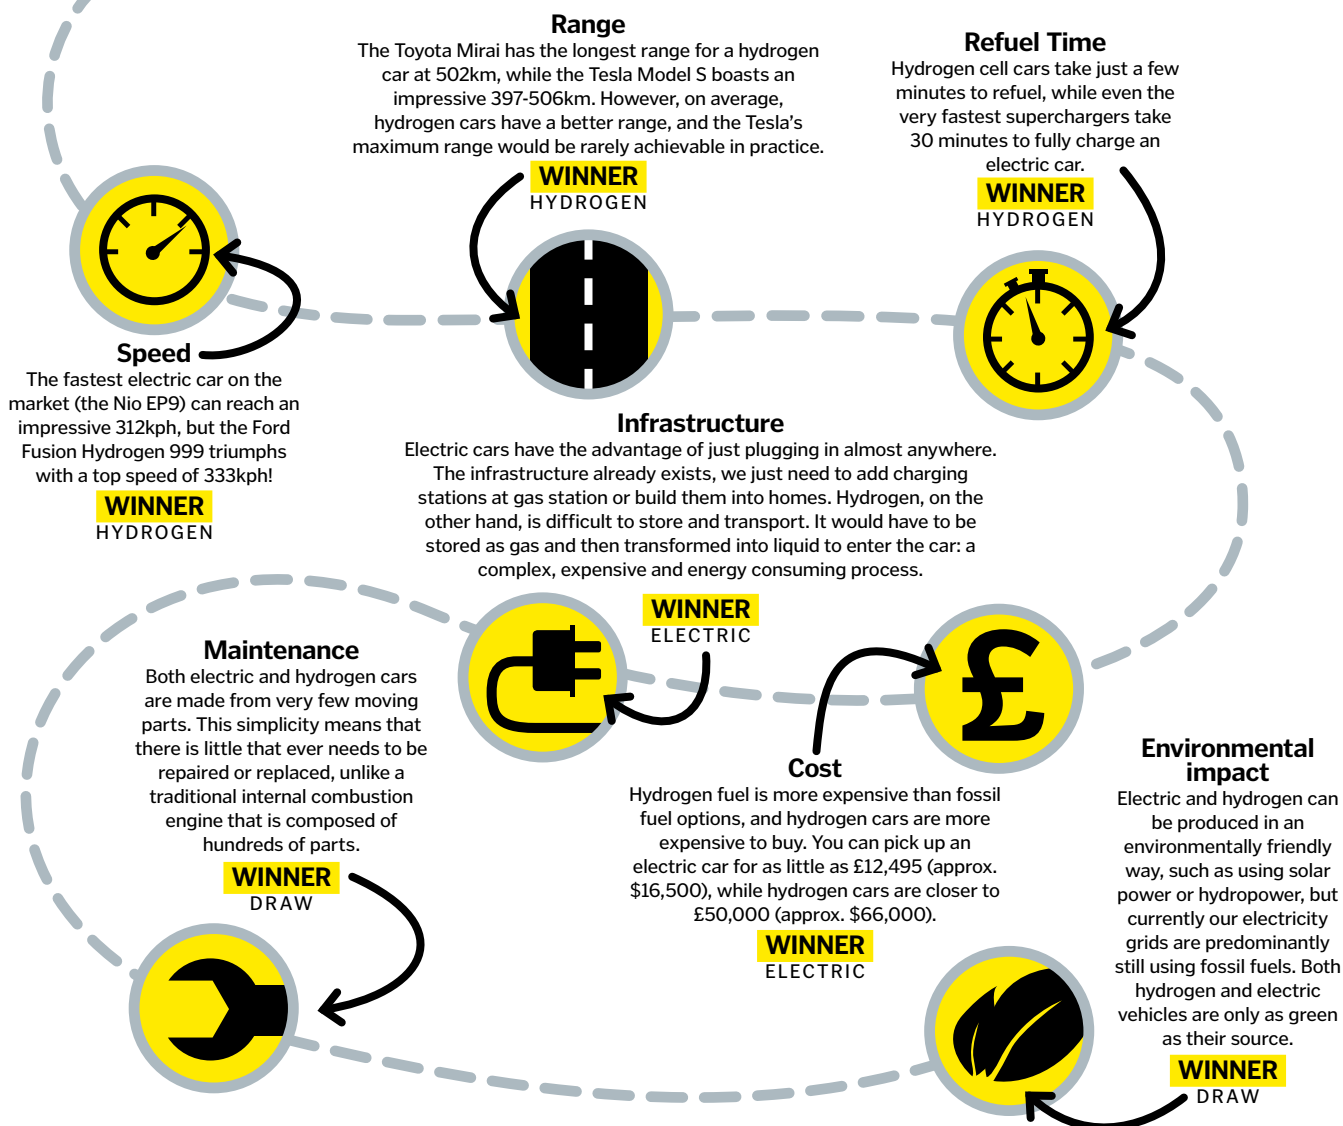 Speed
The fastest electric car on the
market (the Nio EP9) can reach an
impressive 312kph, but the Ford
Fusion Hydrogen 999 triumphs
with a top speed of 333kph!
WINNER
HYDROGEN
Range
The Toyota Mirai has the longest range for a hydrogen
car at 502km, while the Tesla Model S boasts an
impressive 397-506km. However, on average,
hydrogen cars have a better range, and the Tesla's
maximum range would be rarely achievable in practice.
WINNER
HYDROGEN
Refuel Time
Hydrogen cell cars take just a few
minutes to refuel, while even the
very fastest superchargers take
30 minutes to fully charge an
electric car.
WINNER
HYDROGEN
Infrastructure
Electric cars have the advantage of just plugging in almost anywhere.
The infrastructure already exists, we just need to add charging
stations at gas station or build them into homes. Hydrogen, on the
other hand, is difficult to store and transport. It would have to be
stored as gas and then transformed into liquid to enter the car: a
complex, expensive and energy consuming process.
WINNER
ELECTRIC
£
Cost
Hydrogen fuel is more expensive than fossil
fuel options, and hydrogen cars are more
expensive to buy. You can pick up an
electric car for as little as £12,495 (approx.
$16,500), while hydrogen cars are closer to
£50,000 (approx. $66,000).
WINNER
ELECTRIC
Maintenance
Both electric and hydrogen cars
are made from very few moving
parts. This simplicity means that
there is little that ever needs to be
repaired or replaced, unlike a
traditional internal combustion
engine that is composed of
hundreds of parts.
WINNER
DRAW
Environmental
impact
Electric and hydrogen can
be produced in an
environmentally friendly
way, such as using solar
power or hydropower, but
currently our electricity
grids are predominantly
still using fossil fuels. Both
hydrogen and electric
vehicles are only as green
as their source.
WINNER
DRAW